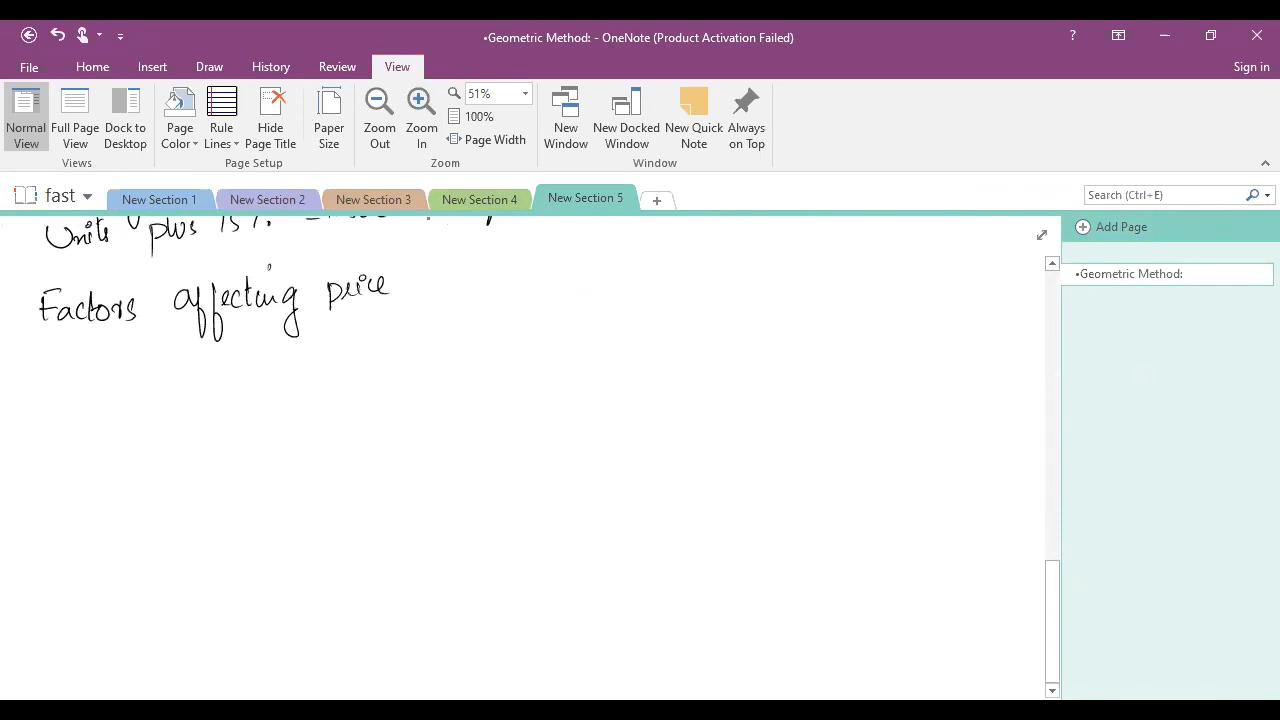 •Geometric Method: - OneNote (Product Activation Failed)
?
File Home Insert Draw History Review View
Sign in
Normal View
Full Page View
Dock to Desktop
Page Color
Rule Lines
Hide Page Title
Paper Size
Zoom Out
Zoom In
51%
100%
Page Width
New Window
New Docked Window
New Quick Note
Always on Top
Views Page Setup Zoom Window
fast New Section 1 New Section 2 New Section 3 New Section 4 New Section 5 +
Search (Ctrl+E)
Add Page
•Geometric Method:
Units plus 15%
Factors affecting price